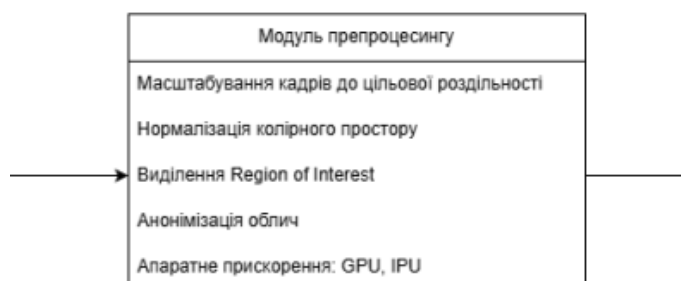 Модуль препроцесингу
Масштабування кадрів до цільової роздільності
Нормалізація колірного простору
Виділення Region of Interest
Анонімізація облич
Апаратне прискорення: GPU, IPU